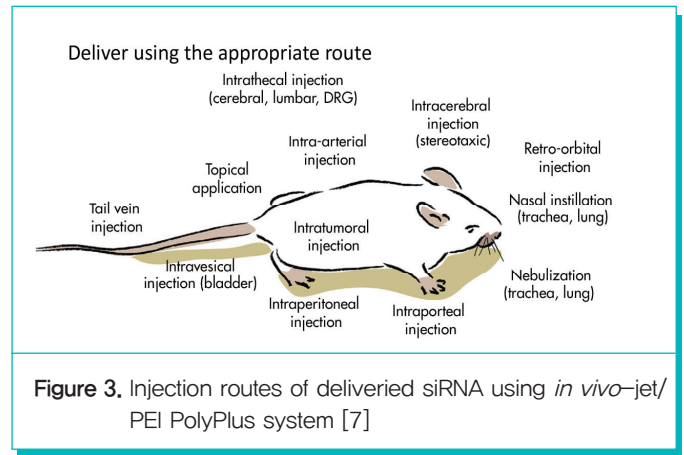 Deliver using the appropriate route
Intrathecal injection
(cerebral, lumbar, DRG)
Intracerebral
injection
(stereotaxic)
Intra-arterial
injection
Retro-orbital
injection
Topical
application
Nasal instillation
(trachea, lung)
Tail vein
injection
Intratumoral
injection
Intravesical
injection (bladder)
Nebulization
(trachea, lung)
Intraperitoneal
injection
Intraporteal
injection
Figure 3. Injection routes of deliveried siRNA using in vivo-jet/
PEI PolyPlus system [7]